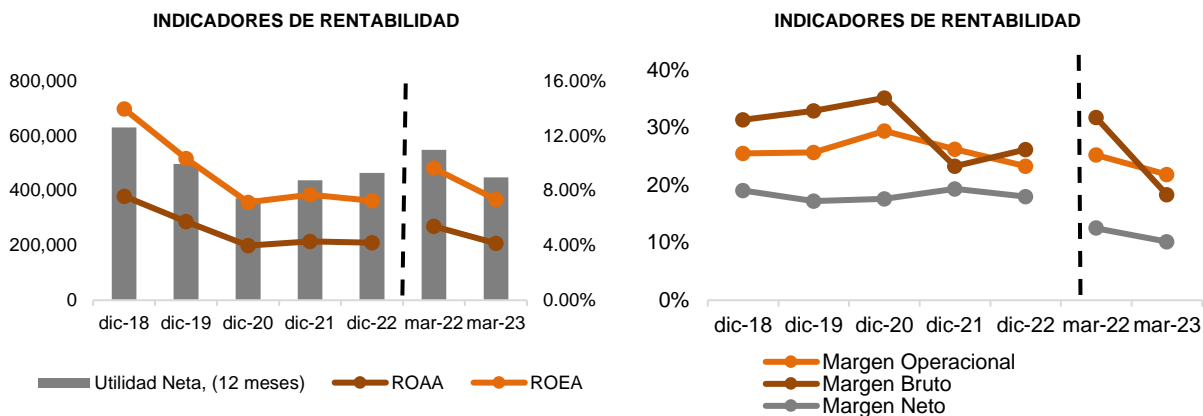 INDICADORES DE RENTABILIDAD
800,000
600,000
400,000
200,000
0
16.00%
12.00%
8.00%
4.00%
0.00%
dic-18 dic-19 dic-20 dic-21 dic-22 mar-22 mar-23
Utilidad Neta, (12 meses) ROAA ROEA
INDICADORES DE RENTABILIDAD
40%
30%
20%
10%
0%
dic-18 dic-19 dic-20 dic-21 dic-22 mar-22 mar-23
Margen Operacional
Margen Bruto
Margen Neto